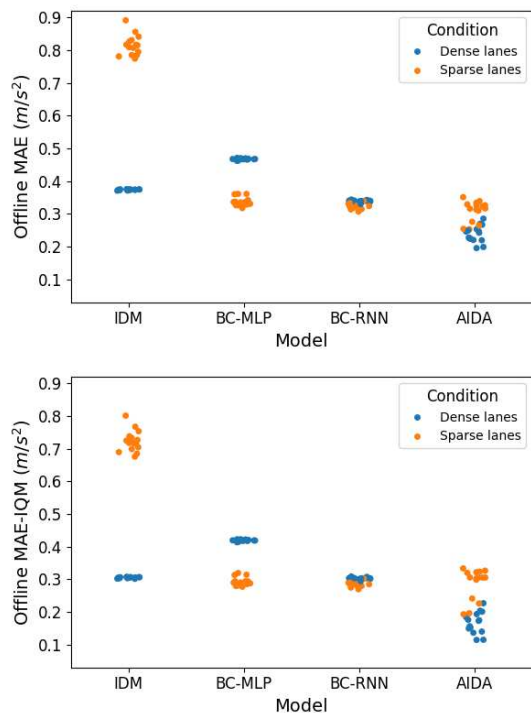 0.9
0.8
0.7
0.6
0.5
0.4
0.3
0.2
0.1
Offline MAE (m/s²)
Condition
Dense lanes
Sparse lanes
IDM BC-MLP BC-RNN AIDA
Model
0.9
0.8
0.7
0.6
0.5
0.4
0.3
0.2
0.1
Offline MAE-IQM (m/s²)
Condition
Dense lanes
Sparse lanes
IDM BC-MLP BC-RNN AIDA
Model